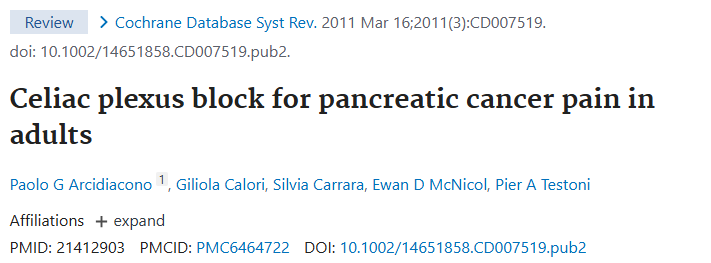 Review Cochrane Database Syst Rev. 2011 Mar 16;2011(3):CD007519.
doi: 10.1002/14651858.CD007519.pub2.
Celiac plexus block for pancreatic cancer pain in
adults
Paolo G Arcidiacono 1, Giliola Calori, Silvia Carrara, Ewan D McNicol, Pier A Testoni
Affiliations + expand
PMID: 21412903 PMCID: PMC6464722 DOI: 10.1002/14651858.CD007519.pub2